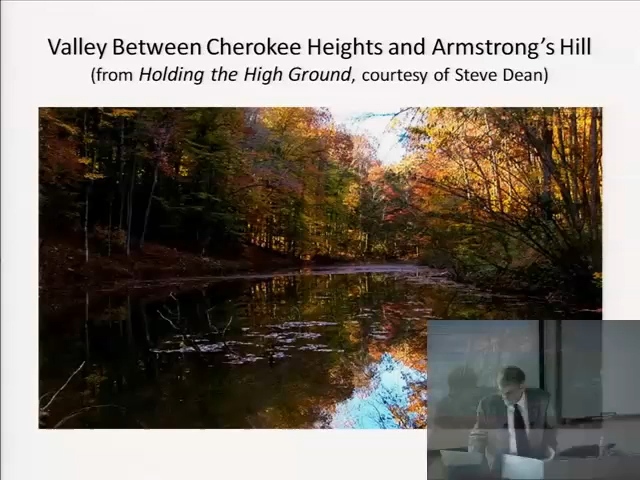 Valley Between Cherokee Heights and Armstrong's Hill
(from Holding the High Ground, courtesy of Steve Dean)